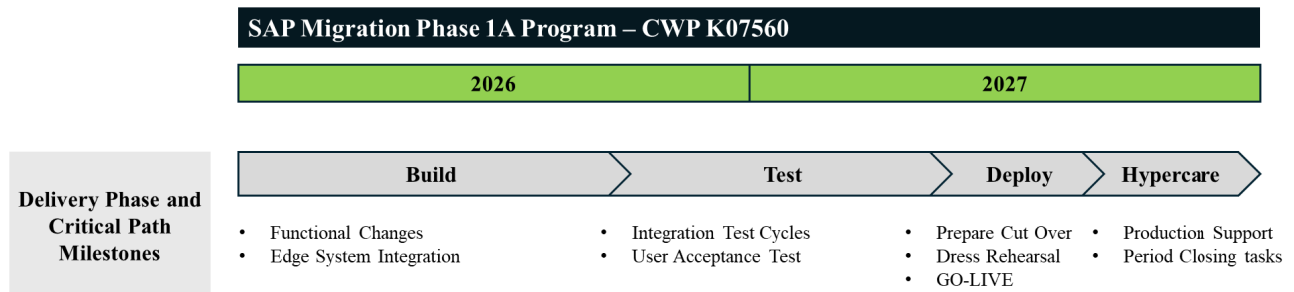 SAP Migration Phase 1A Program – CWP K07560
2026 2027
Delivery Phase and
Critical Path
Milestones
Build Test Deploy Hypercare
• Functional Changes
• Edge System Integration
• Integration Test Cycles
• User Acceptance Test
• Prepare Cut Over
• Dress Rehearsal
• GO-LIVE
• Production Support
• Period Closing tasks